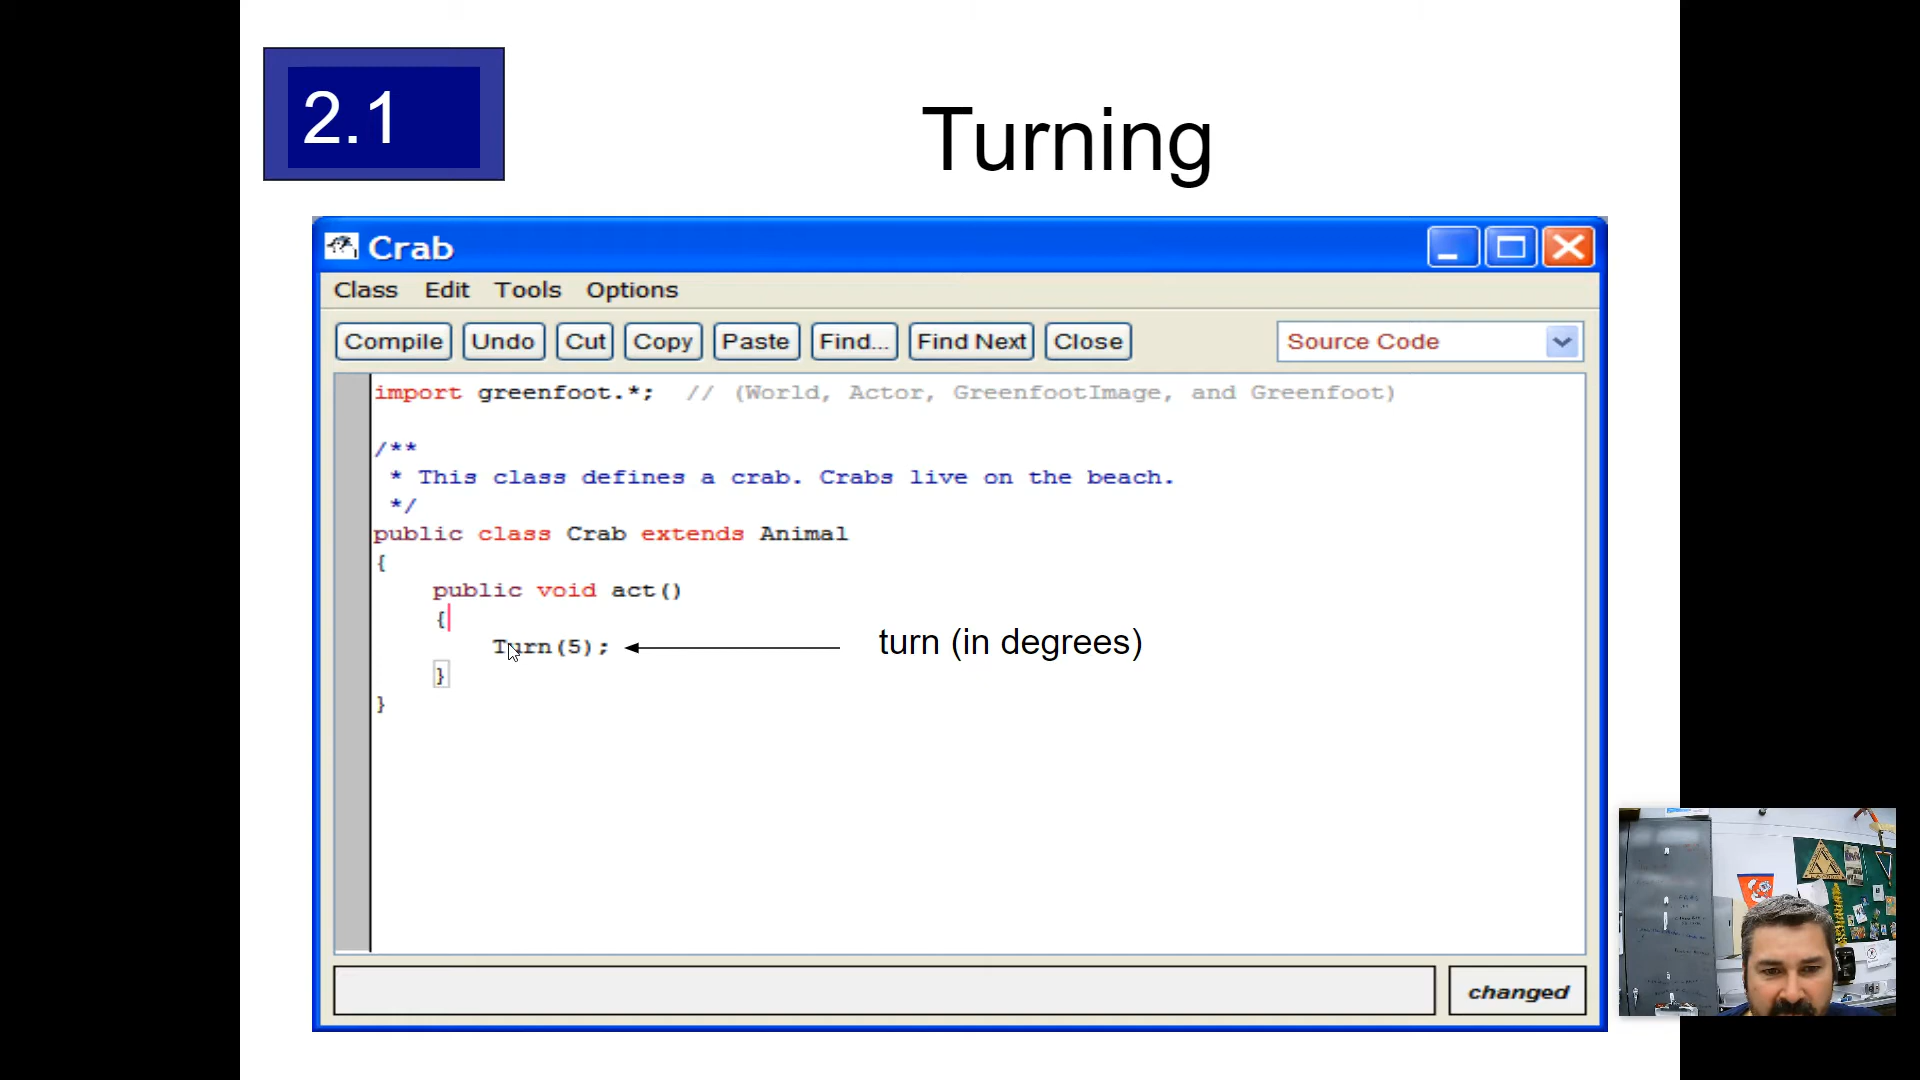 2.1
Turning
Crab
Class Edit Tools Options
Compile Undo Cut Copy Paste Find... Find Next Close Source Code
import greenfoot.*; // (World, Actor, GreenfootImage, and Greenfoot)
/**
* This class defines a crab. Crabs live on the beach.
*/
public class Crab extends Animal
{
public void act()
{
Turn(5); turn (in degrees)
}
}
changed